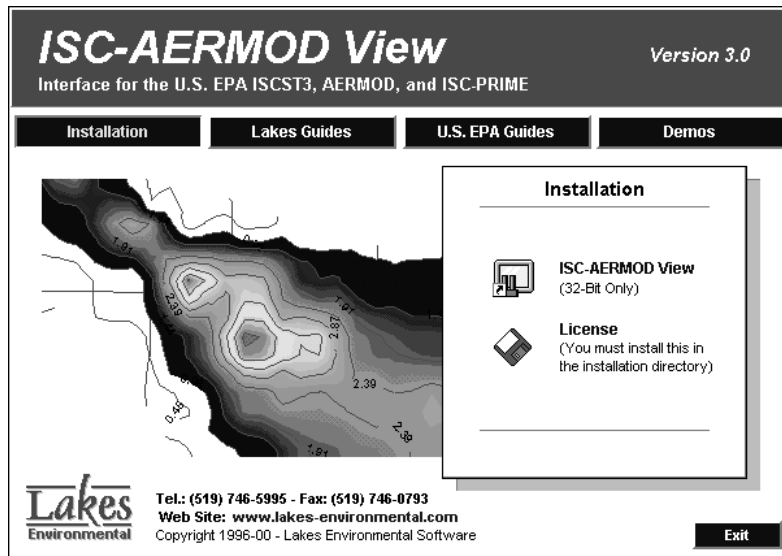 ISC-AERMOD View
Version 3.0
Interface for the U.S. EPA ISCST3, AERMOD, and ISC-PRIME
Installation
Lakes Guides
U.S. EPA Guides
Demos
Installation
ISC-AERMOD View
(32-Bit Only)
License
(You must install this in
the installation directory)
1.91
2.39
1.91
2.87
2.39
2.39
0.48
1.91
Lakes
Environmental
Tel.: (519) 746-5995 - Fax: (519) 746-0793
Web Site: www.lakes-environmental.com
Copyright 1996-00 - Lakes Environmental Software
Exit